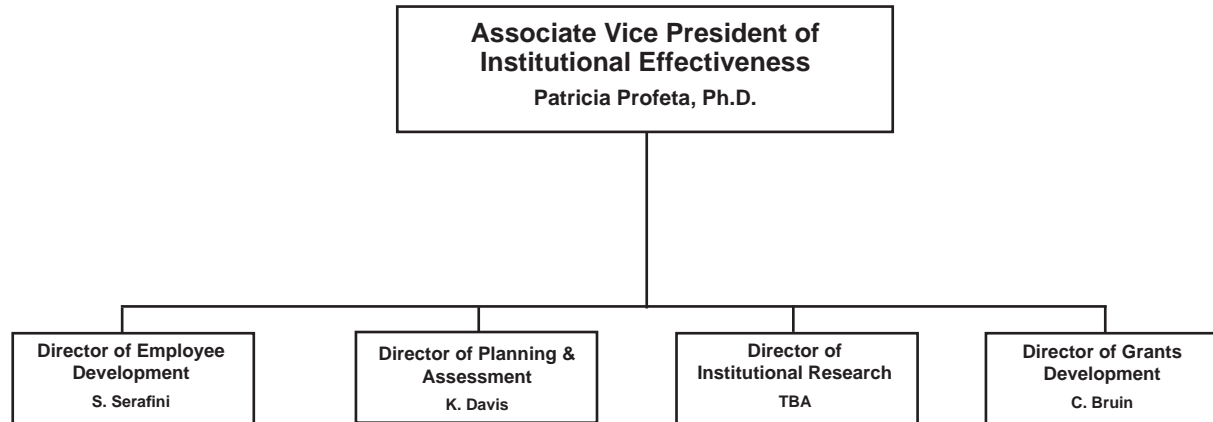 Associate Vice President of
Institutional Effectiveness
Patricia Profeta, Ph.D.
Director of Employee
Development
S. Serafini
Director of Planning &
Assessment
K. Davis
Director of
Institutional Research
TBA
Director of Grants
Development
C. Bruin